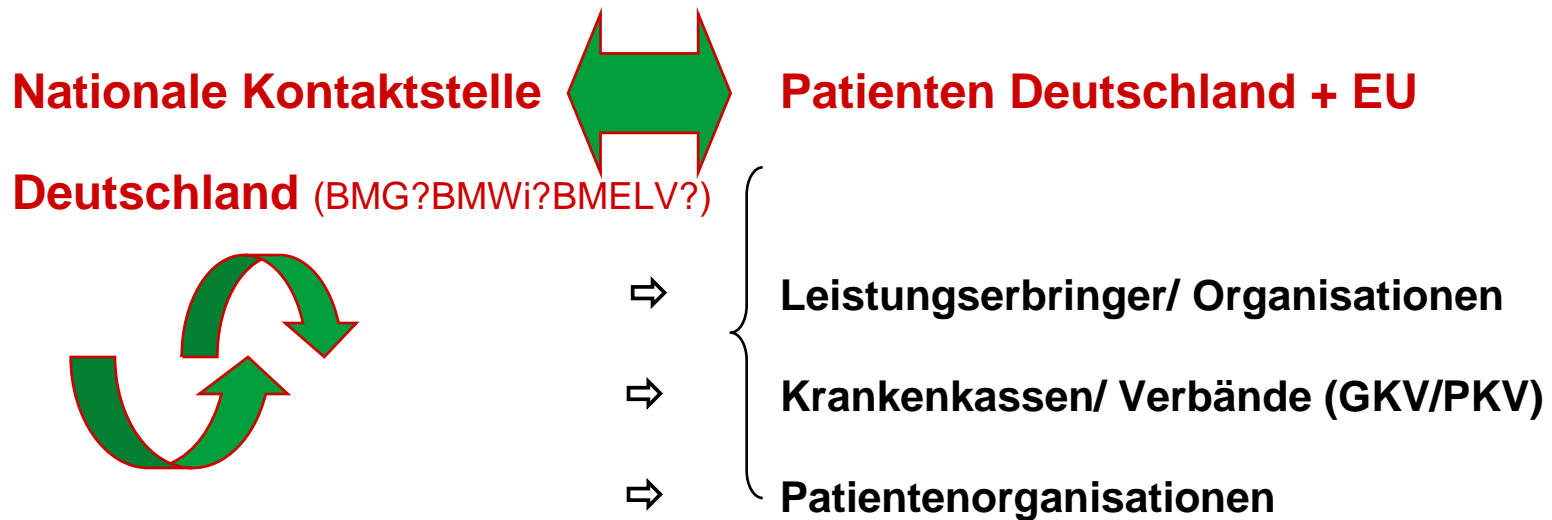 Nationale Kontaktstelle Patienten Deutschland + EU
Deutschland (BMG?BMWi?BMELV?)
⇨ Leistungserbringer/ Organisationen
⇨ Krankenkassen/ Verbände (GKV/PKV)
⇨ Patientenorganisationen